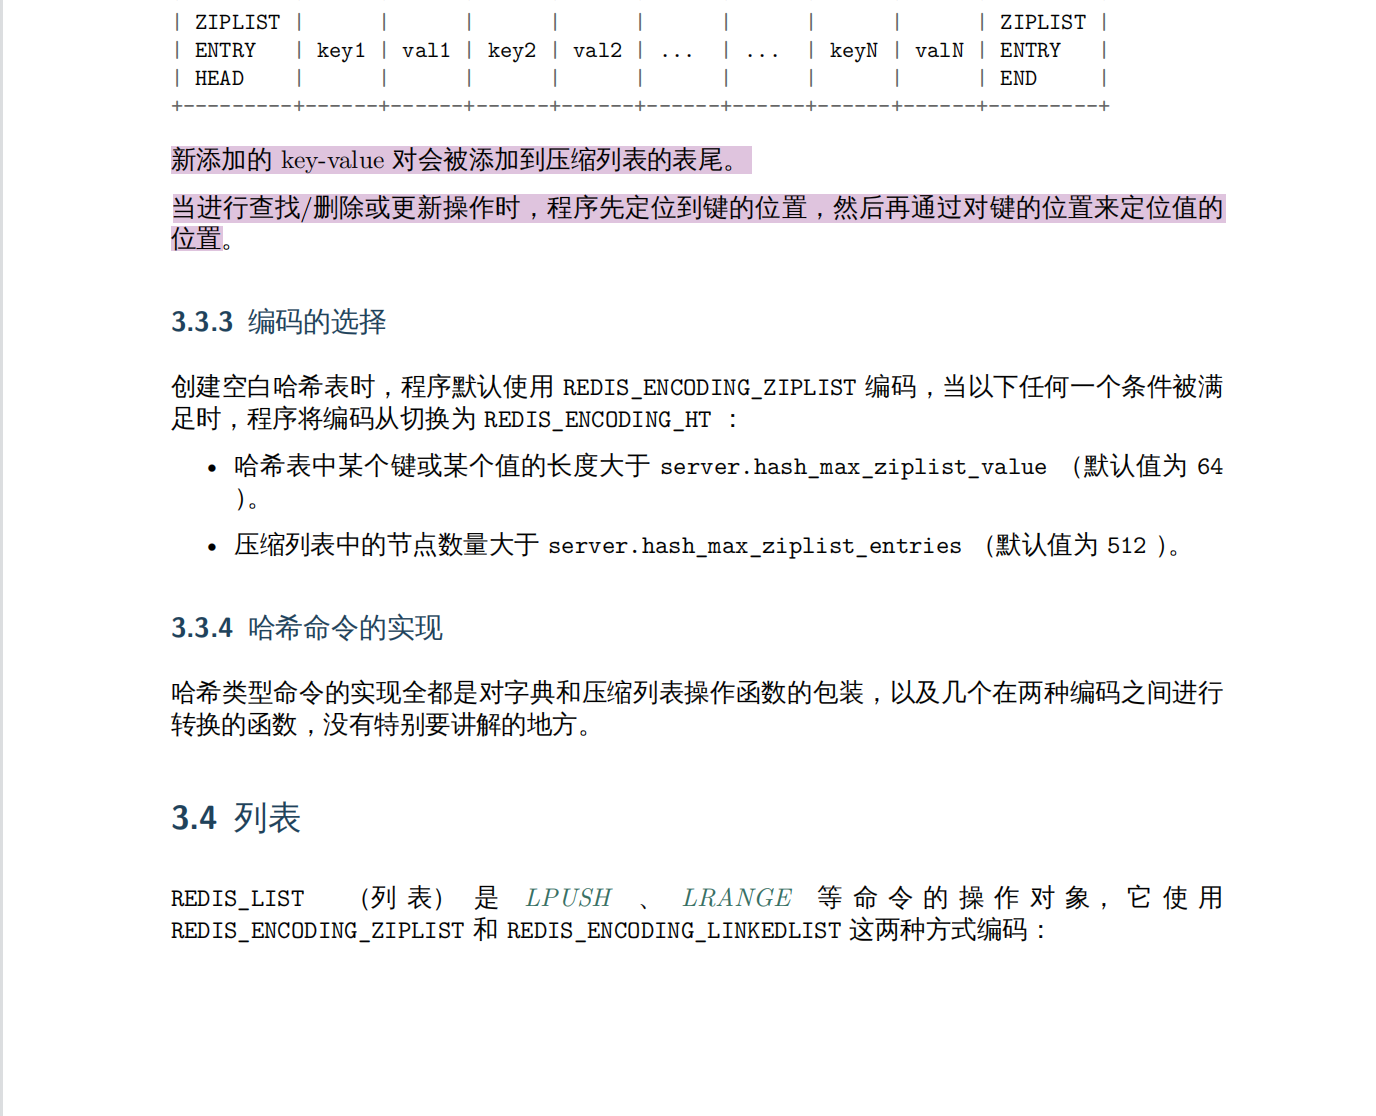 | ZIPLIST |      |      |      |      |      |      |      |      | ZIPLIST |
| ENTRY   | key1 | val1 | key2 | val2 | ...  | ...  | keyN | valN | ENTRY   |
| HEAD    |      |      |      |      |      |      |      |      | END     |
+---------+------+------+------+------+------+------+------+------+---------+
新添加的 key-value 对会被添加到压缩列表的表尾。
当进行查找/删除或更新操作时，程序先定位到键的位置，然后再通过对键的位置来定位值的
位置。
3.3.3 编码的选择
创建空白哈希表时，程序默认使用 REDIS_ENCODING_ZIPLIST 编码，当以下任何一个条件被满
足时，程序将编码从切换为 REDIS_ENCODING_HT ：
• 哈希表中某个键或某个值的长度大于 server.hash_max_ziplist_value （默认值为 64
)。
• 压缩列表中的节点数量大于 server.hash_max_ziplist_entries （默认值为 512 )。
3.3.4 哈希命令的实现
哈希类型命令的实现全都是对字典和压缩列表操作函数的包装，以及几个在两种编码之间进行
转换的函数，没有特别要讲解的地方。
3.4 列表
REDIS_LIST （列表）是 LPUSH 、 LRANGE 等命令的操作对象，它使用
REDIS_ENCODING_ZIPLIST 和 REDIS_ENCODING_LINKEDLIST 这两种方式编码：